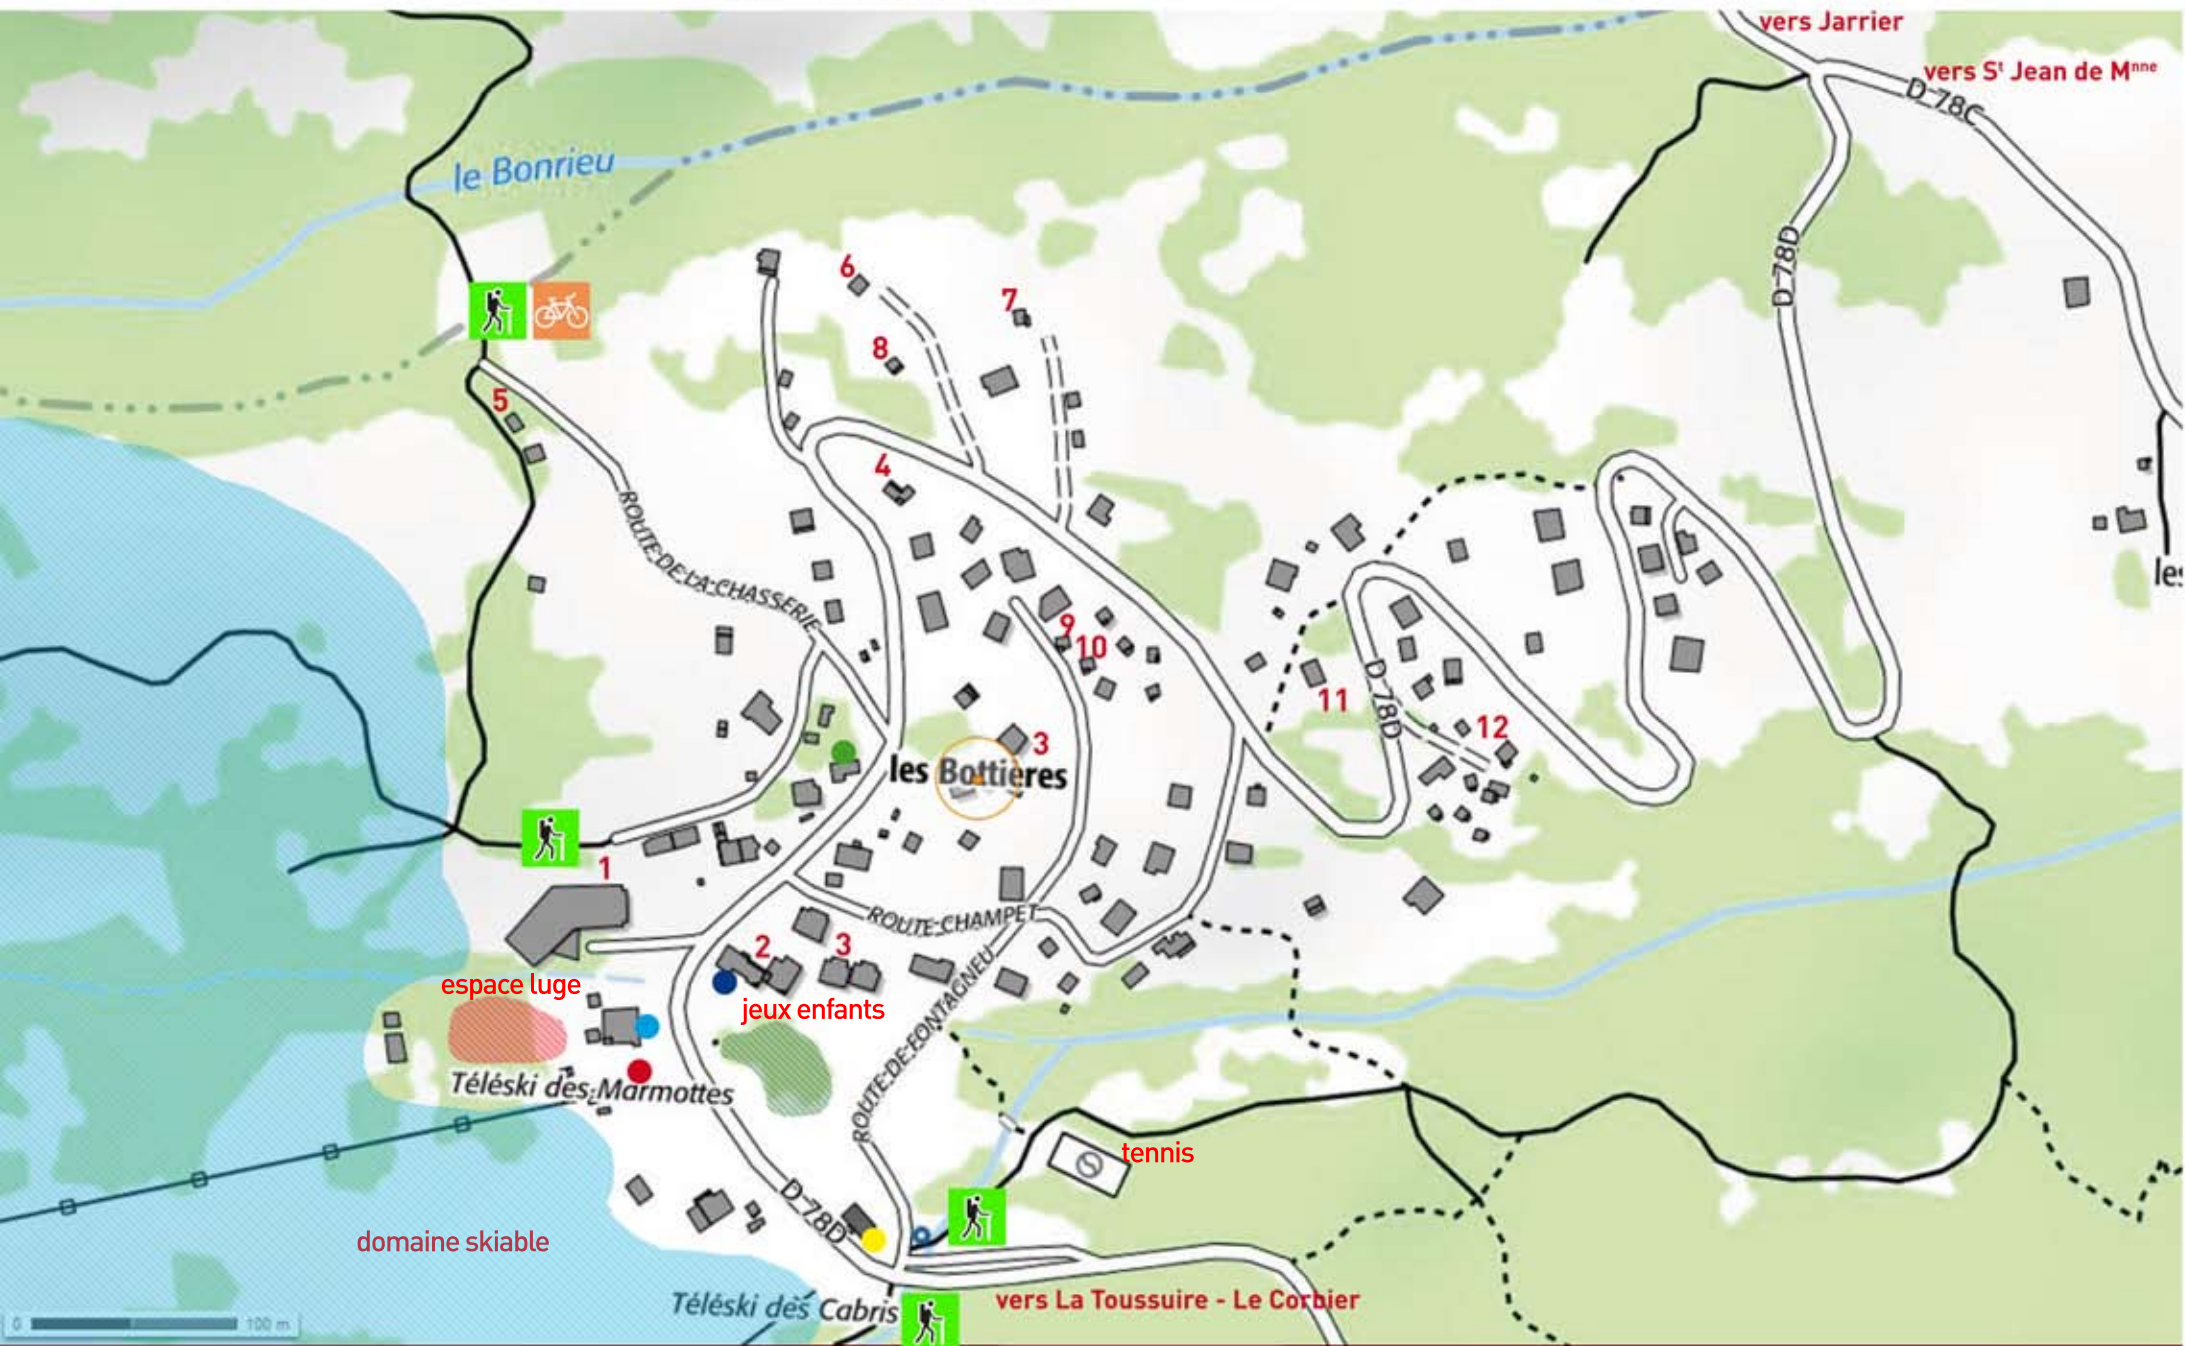 vers Jarrier
vers Sᵗ Jean de Mⁿⁿᵉ
D 78C
le Bonrieu
D 78D
6
7
8
5
4
ROUTE-DE-LA-CHASSERIE
les
9
10
11
D 78D
12
3
les Bottières
1
ROUTE-CHAMPET
2
3
espace luge
jeux enfants
ROUTE-DE-FONTAGNEU
Téléski des Marmottes
tennis
D 78D
domaine skiable
Téléski des Cabris
vers La Toussuire - Le Corbier
0 100 m